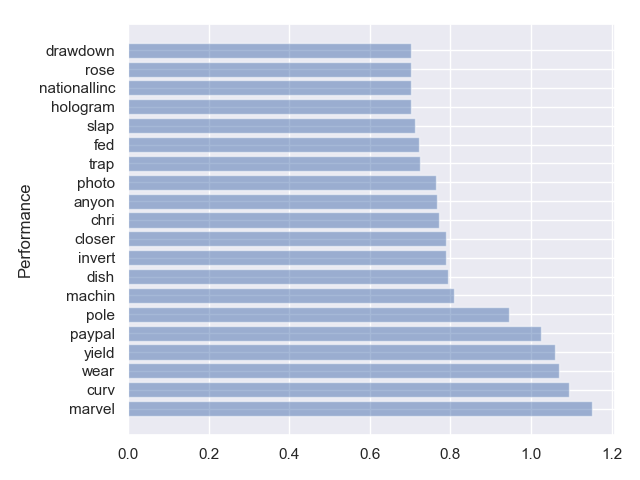 drawdown
rose
nationallinc
hologram
slap
fed
trap
photo
anyon
chri
closer
invert
dish
machin
pole
paypal
yield
wear
curv
marvel
Performance
0.0 0.2 0.4 0.6 0.8 1.0 1.2